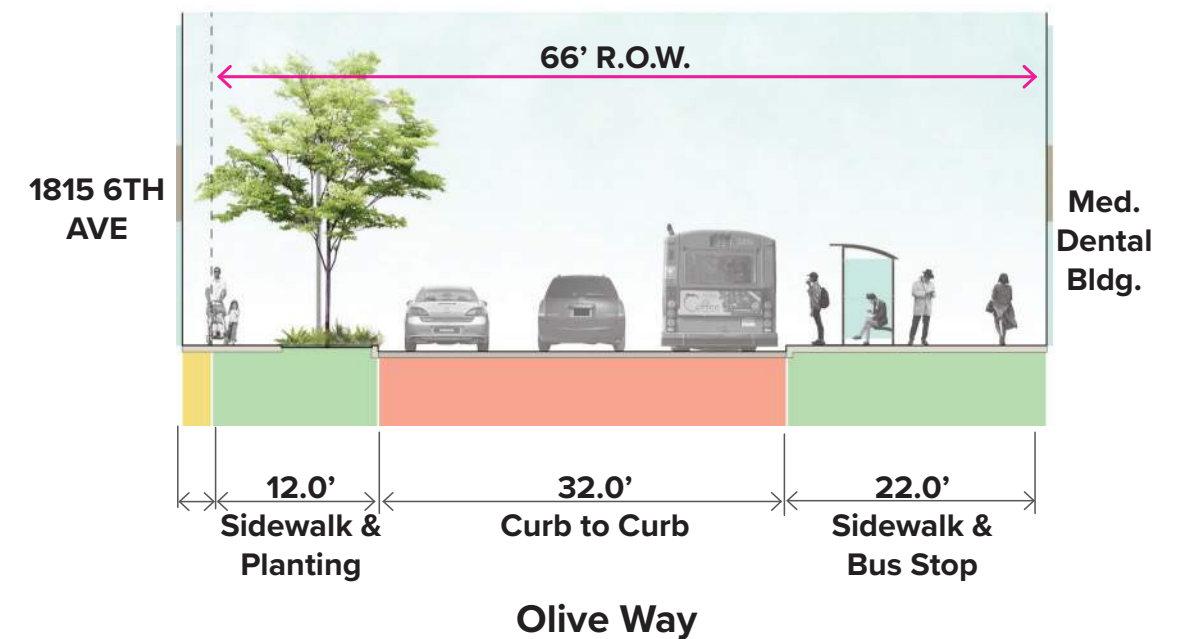 66’ R.O.W.
1815 6TH
AVE
Med.
Dental
Bldg.
12.0’
Sidewalk &
Planting
32.0’
Curb to Curb
22.0’
Sidewalk &
Bus Stop
Olive Way